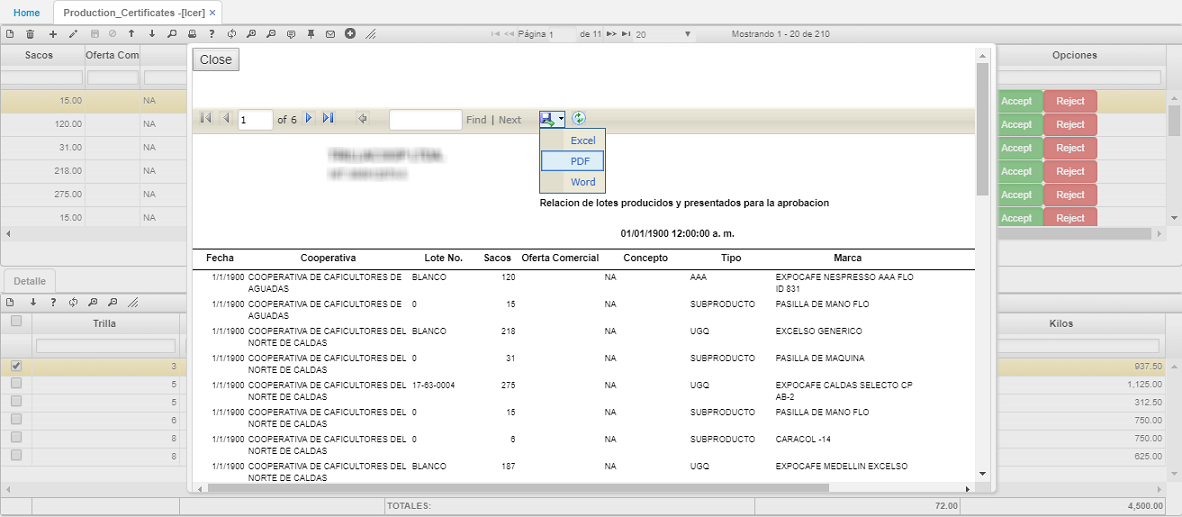 Home Production_Certificates -[Icer] ×
Página 1 de 11 20 Mostrando 1 - 20 de 210
Sacos Oferta Com Opciones
15.00 NA Accept Reject
120.00 Accept Reject
31.00 Accept Reject
218.00 Accept Reject
275.00 Accept Reject
15.00 NA Accept Reject
Close
1 of 6 Find | Next
Excel
PDF
Word
Relacion de lotes producidos y presentados para la aprobacion
01/01/1900 12:00:00 a. m.
Fecha Cooperativa Lote No. Sacos Oferta Comercial Concepto Tipo Marca
1/1/1900 COOPERATIVA DE CAFICULTORES DE BLANCO 120 NA AAA EXPOCAFE NESPRESSO AAA FLO
AGUADAS ID 831
1/1/1900 COOPERATIVA DE CAFICULTORES DE 0 15 NA SUBPRODUCTO PASILLA DE MANO FLO
AGUADAS
1/1/1900 COOPERATIVA DE CAFICULTORES DEL BLANCO 218 NA UGQ EXCELSO GENERICO
NORTE DE CALDAS
1/1/1900 COOPERATIVA DE CAFICULTORES DEL 0 31 NA SUBPRODUCTO PASILLA DE MAQUINA
NORTE DE CALDAS
1/1/1900 COOPERATIVA DE CAFICULTORES DEL 17-63-0004 275 NA UGQ EXPOCAFE CALDAS SELECTO CP
NORTE DE CALDAS AB-2
1/1/1900 COOPERATIVA DE CAFICULTORES DEL 0 15 NA SUBPRODUCTO PASILLA DE MANO FLO
NORTE DE CALDAS
1/1/1900 COOPERATIVA DE CAFICULTORES DEL 0 6 NA SUBPRODUCTO CARACOL -14
NORTE DE CALDAS
1/1/1900 COOPERATIVA DE CAFICULTORES DEL BLANCO 187 NA UGQ EXPOCAFE MEDELLIN EXCELSO
NORTE DE CALDAS
Detalle
Trilla Kilos
3 937.50
5 1,125.00
5 312.50
6 750.00
8 750.00
8 625.00
TOTALES: 72.00 4,500.00